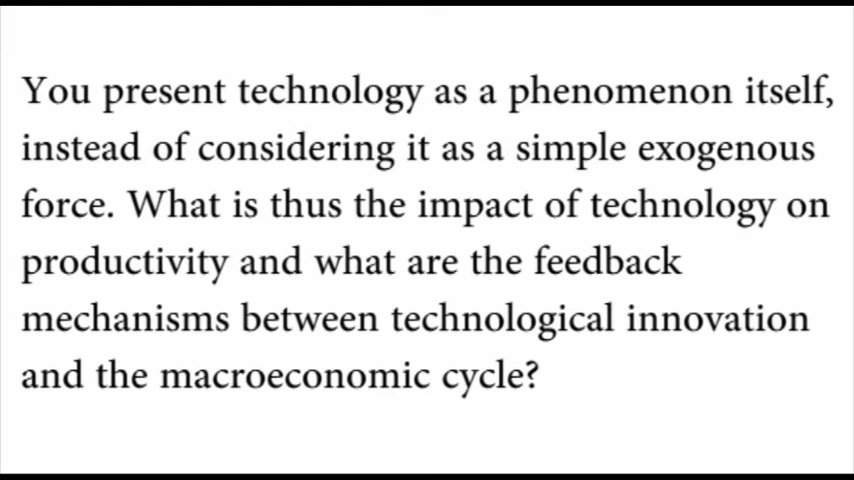 You present technology as a phenomenon itself,
instead of considering it as a simple exogenous
force. What is thus the impact of technology on
productivity and what are the feedback
mechanisms between technological innovation
and the macroeconomic cycle?